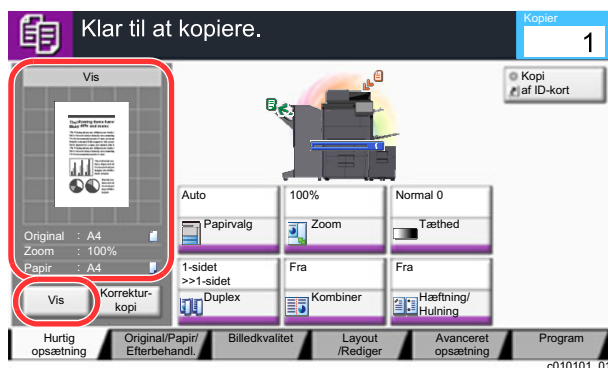 Klar til at kopiere.
Kopier
1
Vis
Kopi
af ID-kort
Original : A4
Zoom : 100%
Papir : A4
Auto
Papirvalg
100%
Zoom
Normal 0
Tæthed
1-sidet
>>1-sidet
Duplex
Fra
Kombiner
Fra
Hæftning/
Hulning
Vis
Korrektur-
kopi
Hurtig
opsætning
Original/Papir/
Efterbehandl.
Billedkvalitet
Layout
/Rediger
Avanceret
opsætning
Program
c010101_01